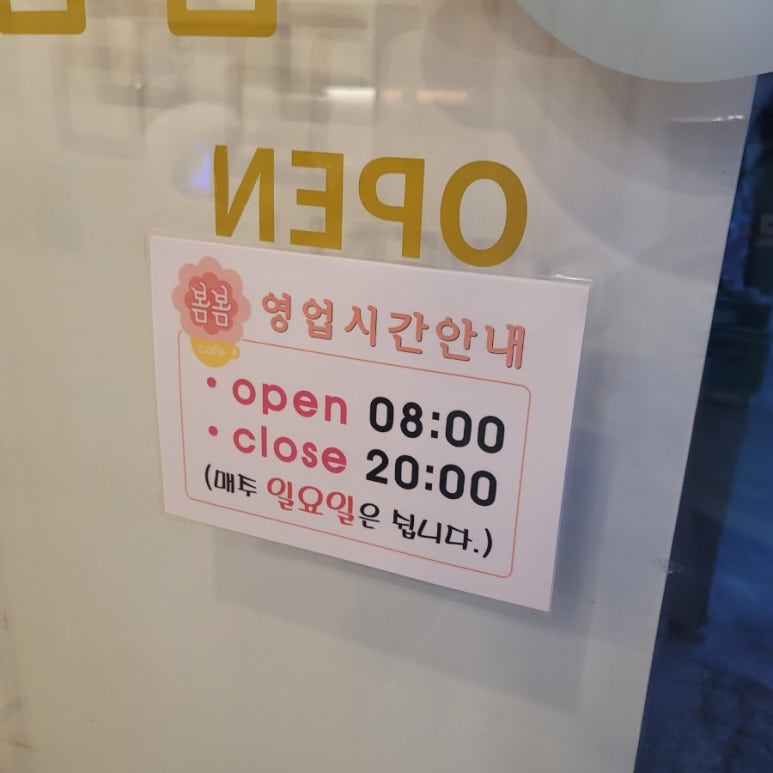 OPEN
봄봄
cafe
영업시간안내
• open 08:00
• close 20:00
(매주 일요일은 쉽니다.)